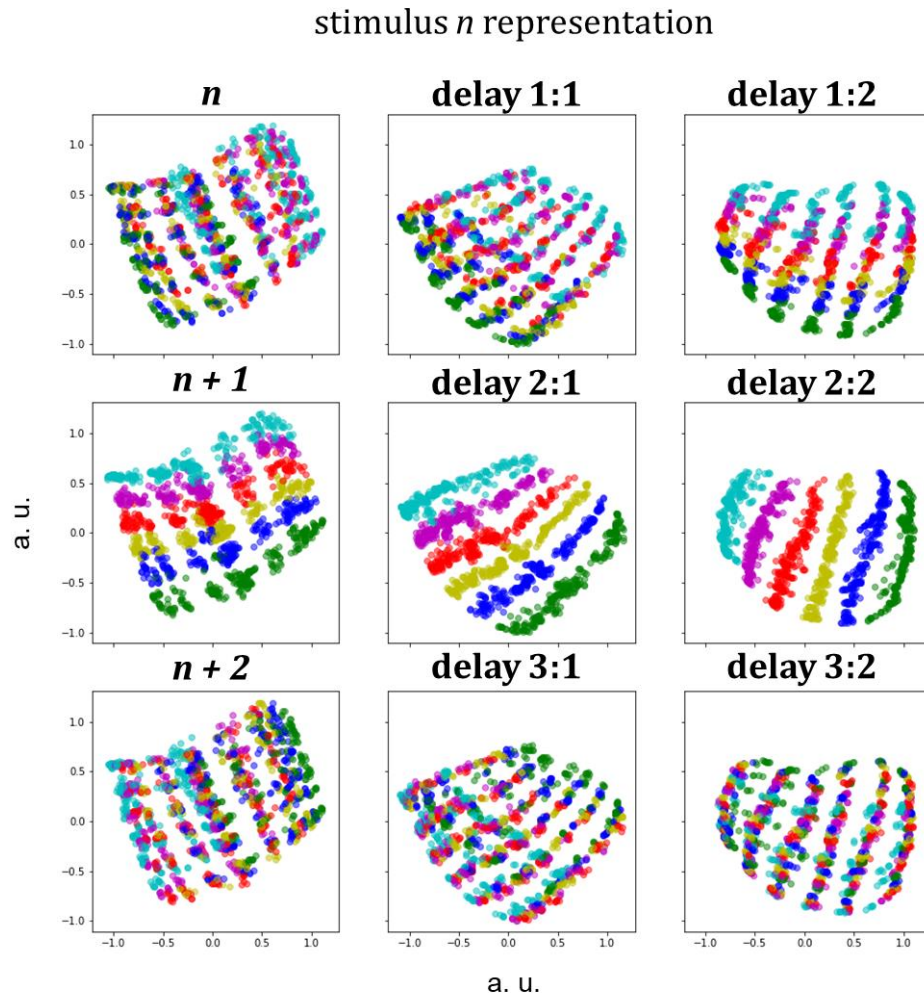 stimulus n representation
n
delay 1:1
delay 1:2
1.0
0.5
0.0
−0.5
−1.0
n + 1
delay 2:1
delay 2:2
1.0
0.5
0.0
−0.5
−1.0
a. u.
n + 2
delay 3:1
delay 3:2
1.0
0.5
0.0
−0.5
−1.0
−1.0 −0.5 0.0 0.5 1.0
−1.0 −0.5 0.0 0.5 1.0
−1.0 −0.5 0.0 0.5 1.0
a. u.